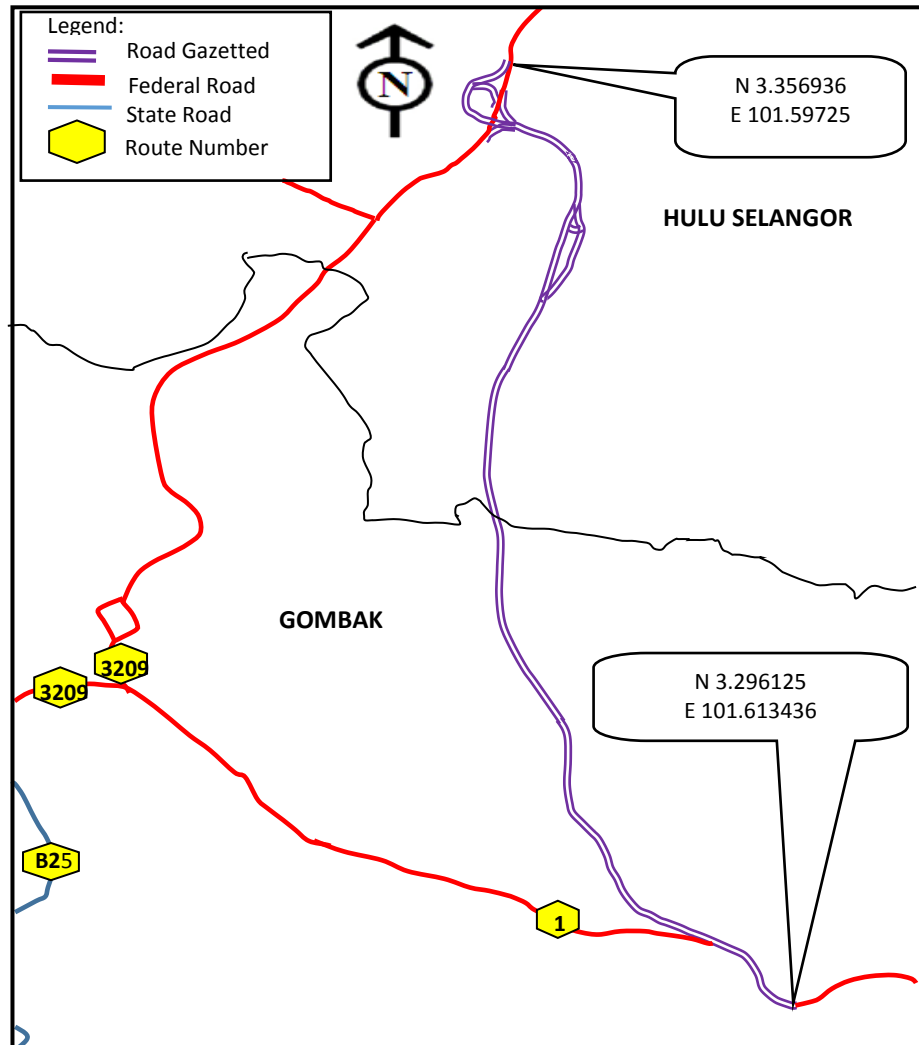 Legend:
Road Gazetted
Federal Road
State Road
Route Number
N
N 3.356936
E 101.59725
HULU SELANGOR
GOMBAK
3209
3209
N 3.296125
E 101.613436
B25
1